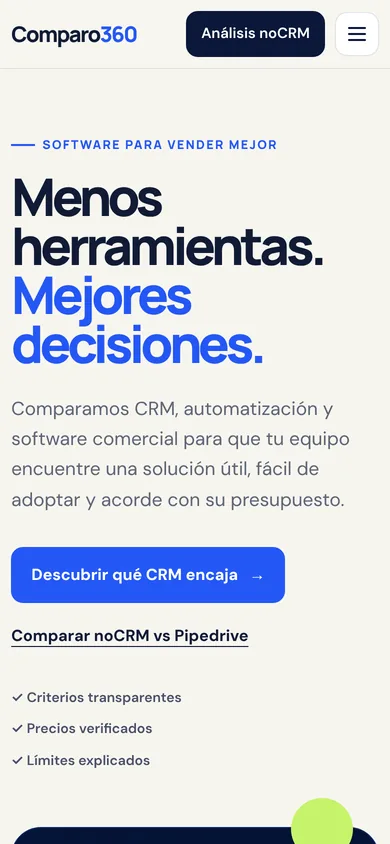 Comparo360
Análisis noCRM
SOFTWARE PARA VENDER MEJOR
Menos
herramientas.
Mejores
decisiones.
Comparamos CRM, automatización y
software comercial para que tu equipo
encuentre una solución útil, fácil de
adoptar y acorde con su presupuesto.
Descubrir qué CRM encaja →
Comparar noCRM vs Pipedrive
✓ Criterios transparentes
✓ Precios verificados
✓ Límites explicados